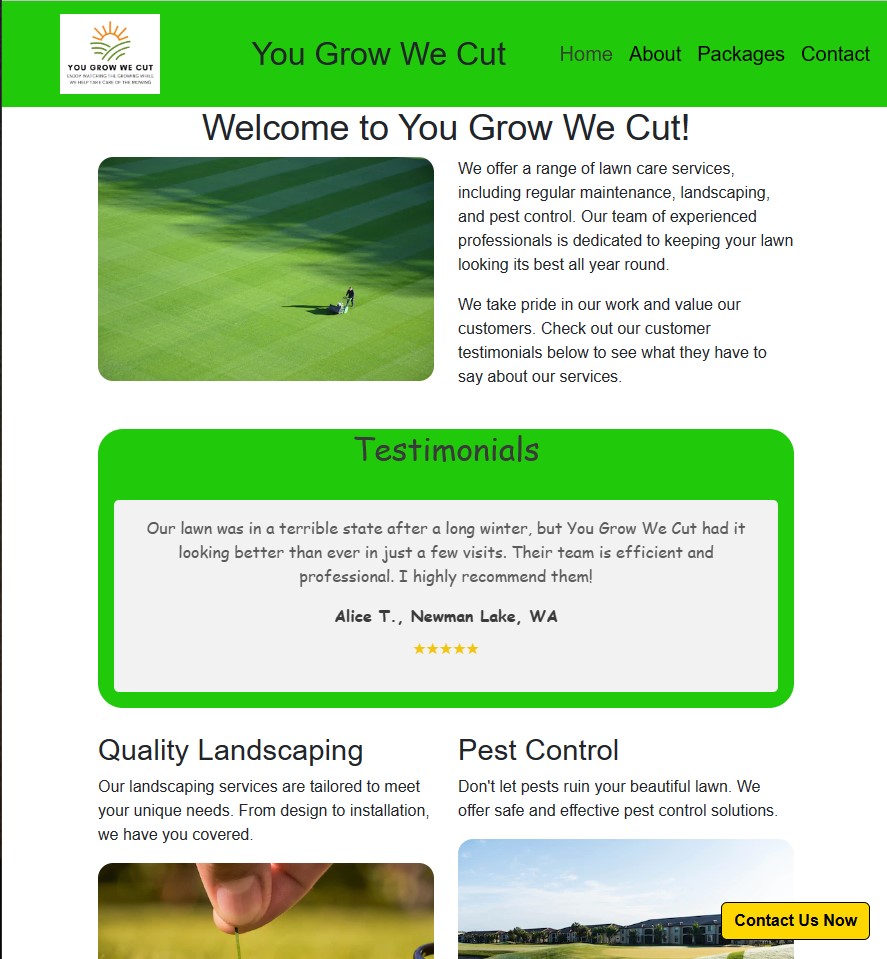 YOU GROW WE CUT
ENJOY WATCHING THE GROWING WHILE
WE HELP TAKE CARE OF THE MOWING
You Grow We Cut
Home
About
Packages
Contact
Welcome to You Grow We Cut!
We offer a range of lawn care services,
including regular maintenance, landscaping,
and pest control. Our team of experienced
professionals is dedicated to keeping your lawn
looking its best all year round.
We take pride in our work and value our
customers. Check out our customer
testimonials below to see what they have to
say about our services.
Testimonials
Our lawn was in a terrible state after a long winter, but You Grow We Cut had it
looking better than ever in just a few visits. Their team is efficient and
professional. I highly recommend them!
Alice T., Newman Lake, WA
★★★★★
Quality Landscaping
Our landscaping services are tailored to meet
your unique needs. From design to installation,
we have you covered.
Pest Control
Don't let pests ruin your beautiful lawn. We
offer safe and effective pest control solutions.
Contact Us Now